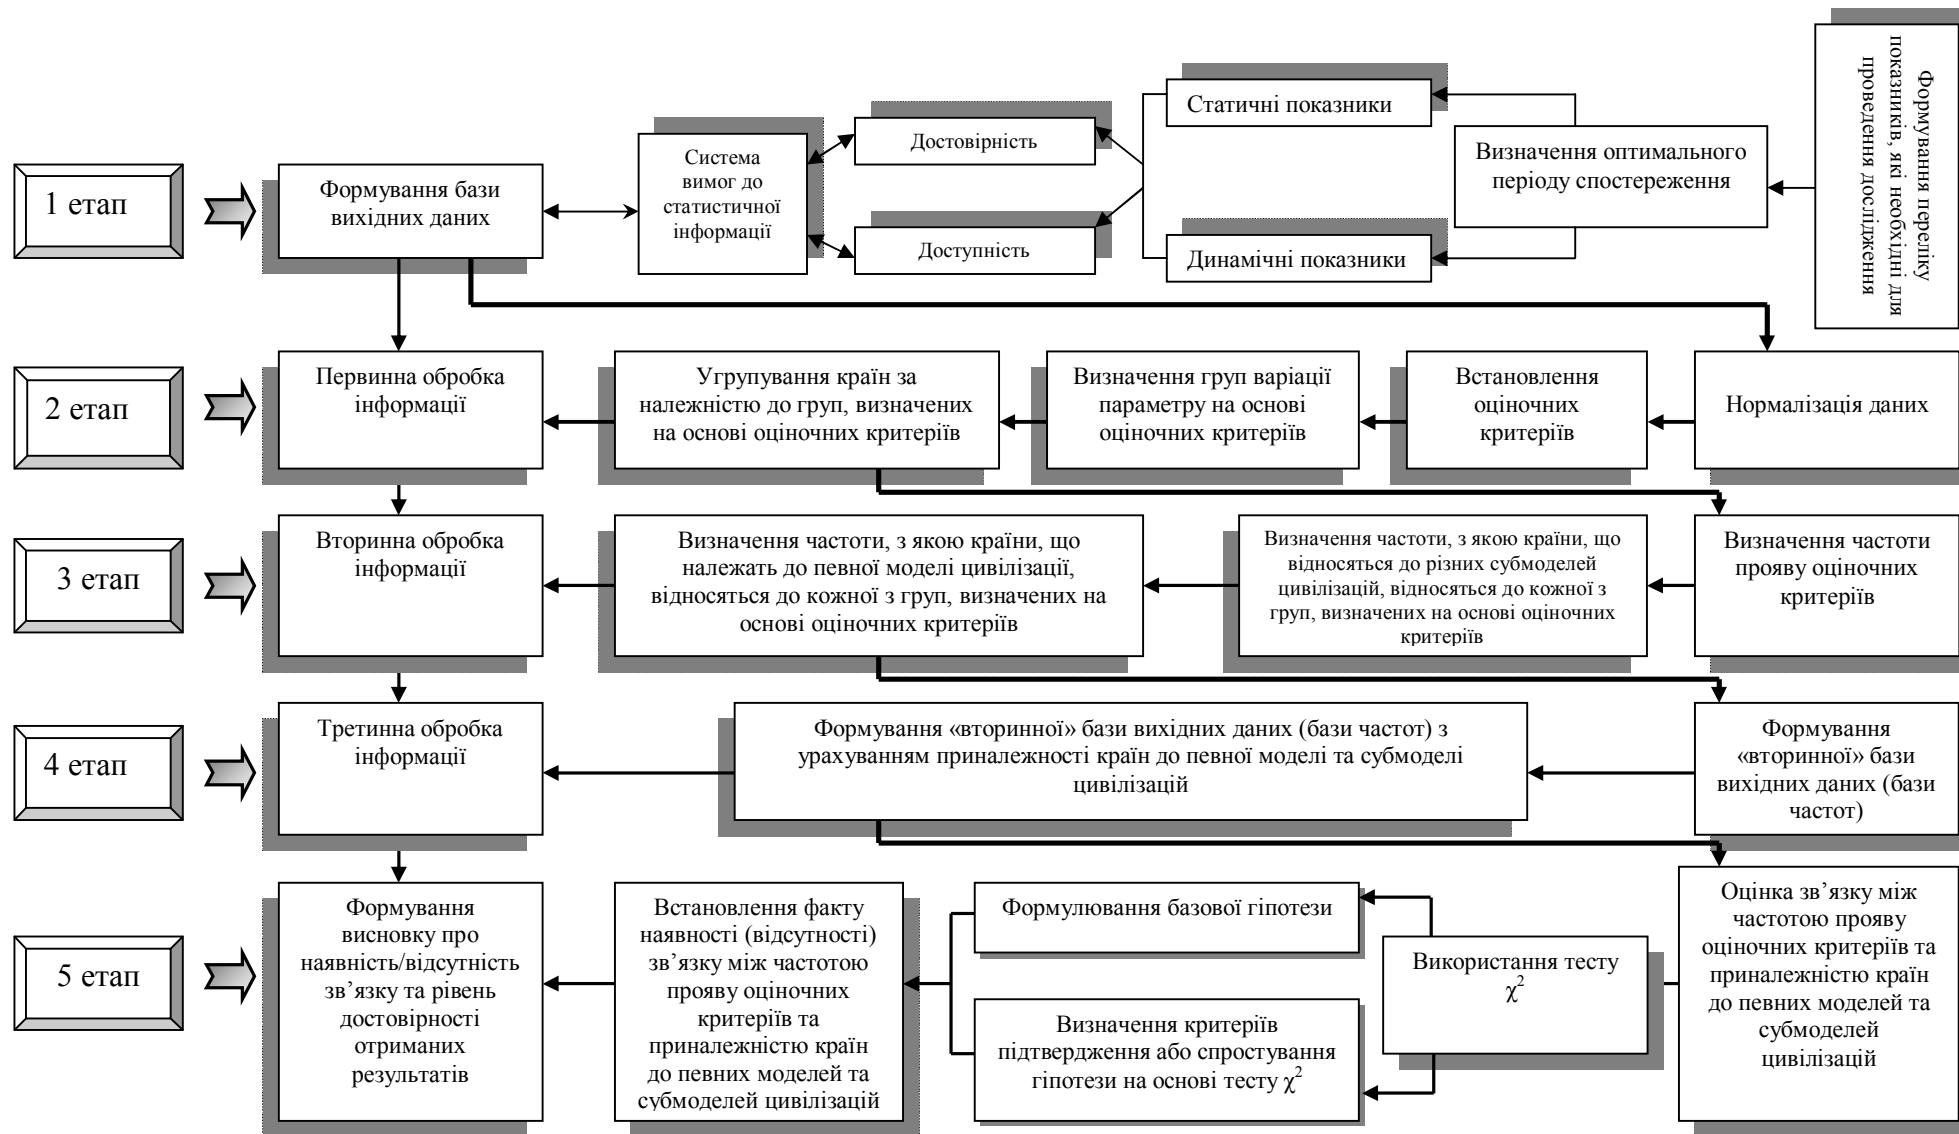 1 етап
Формування бази
вихідних даних
Система
вимог до
статистичної
інформації
Достовірність
Доступність
Статичні показники
Динамічні показники
Визначення оптимального
періоду спостереження
Формування переліку
показників, які необхідні для
проведення дослідження
2 етап
Первинна обробка
інформації
Угрупування країн за
належністю до груп, визначених
на основі оціночних критеріїв
Визначення груп варіації
параметру на основі
оціночних критеріїв
Встановлення
оціночних
критеріїв
Нормалізація даних
3 етап
Вторинна обробка
інформації
Визначення частоти, з якою країни, що
належать до певної моделі цивілізації,
відносяться до кожної з груп, визначених на
основі оціночних критеріїв
Визначення частоти, з якою країни, що
відносяться до різних субмоделей
цивілізацій, відносяться до кожної з
груп, визначених на основі оціночних
критеріїв
Визначення частоти
прояву оціночних
критеріїв
4 етап
Третинна обробка
інформації
Формування «вторинної» бази вихідних даних (бази частот) з
урахуванням приналежності країн до певної моделі та субмоделі
цивілізацій
Формування
«вторинної» бази
вихідних даних (бази
частот)
5 етап
Формування
висновку про
наявність/відсутність
зв’язку та рівень
достовірності
отриманих
результатів
Встановлення факту
наявності (відсутності)
зв’язку між частотою
прояву оціночних
критеріїв та
приналежністю країн
до певних моделей та
субмоделей цивілізацій
Формулювання базової гіпотези
Визначення критеріїв
підтвердження або спростування
гіпотези на основі тесту χ²
Використання тесту
χ²
Оцінка зв’язку між
частотою прояву
оціночних критеріїв та
приналежністю країн
до певних моделей та
субмоделей
цивілізацій